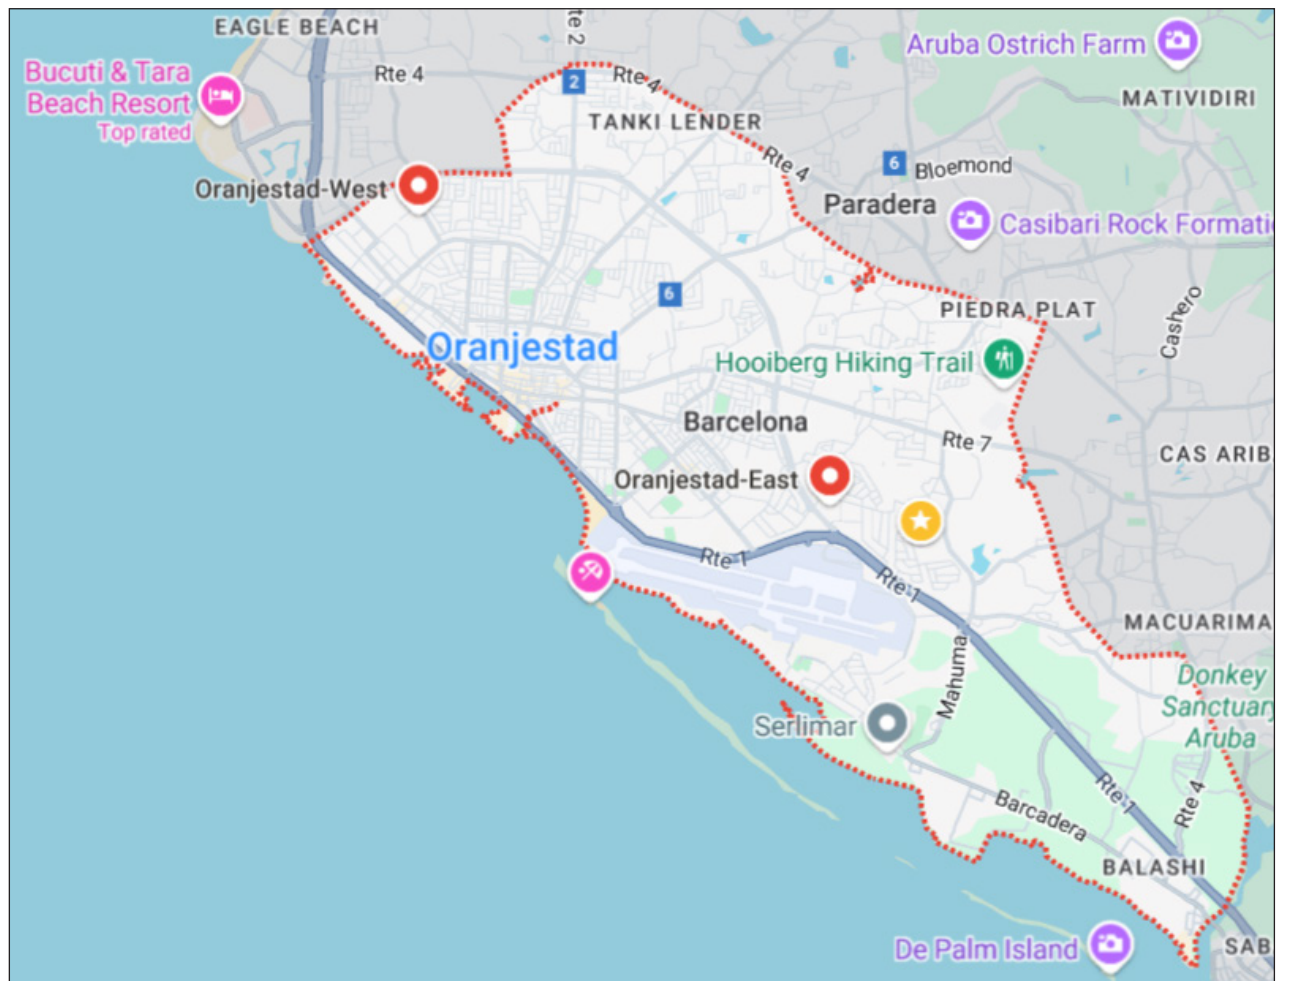 EAGLE BEACH
te 2
Aruba Ostrich Farm
Bucuti & Tara
Beach Resort
Top rated
Rte 4
2
Rte 4
MATIVIDIRI
TANKI LENDER
Rte 4
6
Bloemond
Oranjestad-West
Paradera
Casibari Rock Formati
6
PIEDRA PLAT
Cashero
Oranjestad
Hooiberg Hiking Trail
Barcelona
Rte 7
CAS ARIB
Oranjestad-East
Rte 1
Rte 1
MACUARIMA
Mahuma
Donkey
Sanctuary
Aruba
Serlimar
Rte 1
Rte 4
Barcadera
BALASHI
De Palm Island
SAB